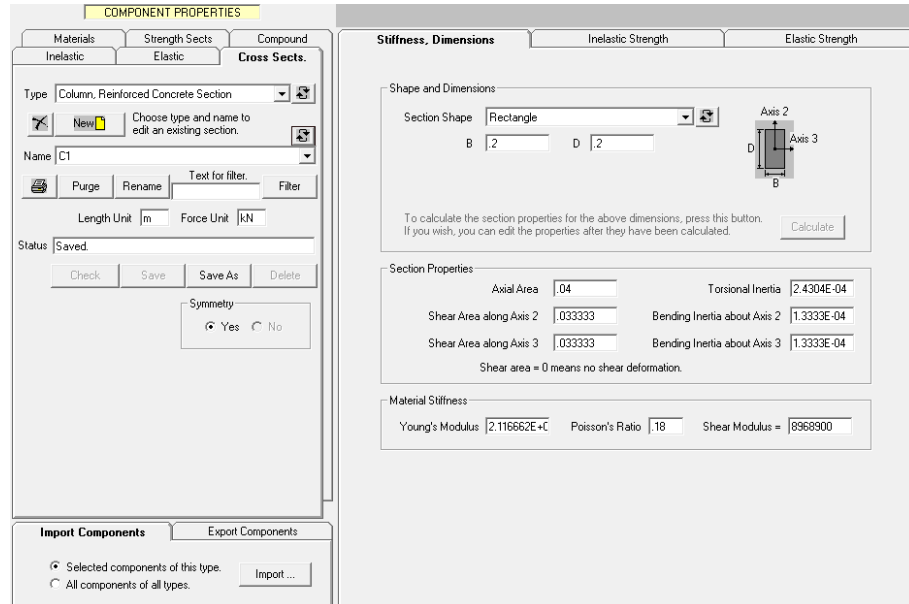 COMPONENT PROPERTIES
Materials Strength Sects Compound
Inelastic Elastic Cross Sects.
Type Column, Reinforced Concrete Section
New Choose type and name to
edit an existing section.
Name C1
Purge Rename Text for filter. Filter
Length Unit m Force Unit kN
Status Saved.
Check Save Save As Delete
Symmetry
Yes No
Import Components Export Components
Selected components of this type.
All components of all types.
Import ...
Stiffness, Dimensions Inelastic Strength Elastic Strength
Shape and Dimensions
Section Shape Rectangle
B .2 D .2
Axis 2
Axis 3
D
B
To calculate the section properties for the above dimensions, press this button.
If you wish, you can edit the properties after they have been calculated.
Calculate
Section Properties
Axial Area .04 Torsional Inertia 2.4304E-04
Shear Area along Axis 2 .033333 Bending Inertia about Axis 2 1.3333E-04
Shear Area along Axis 3 .033333 Bending Inertia about Axis 3 1.3333E-04
Shear area = 0 means no shear deformation.
Material Stiffness
Young's Modulus 2.116662E+0 Poisson's Ratio .18 Shear Modulus = 8968900